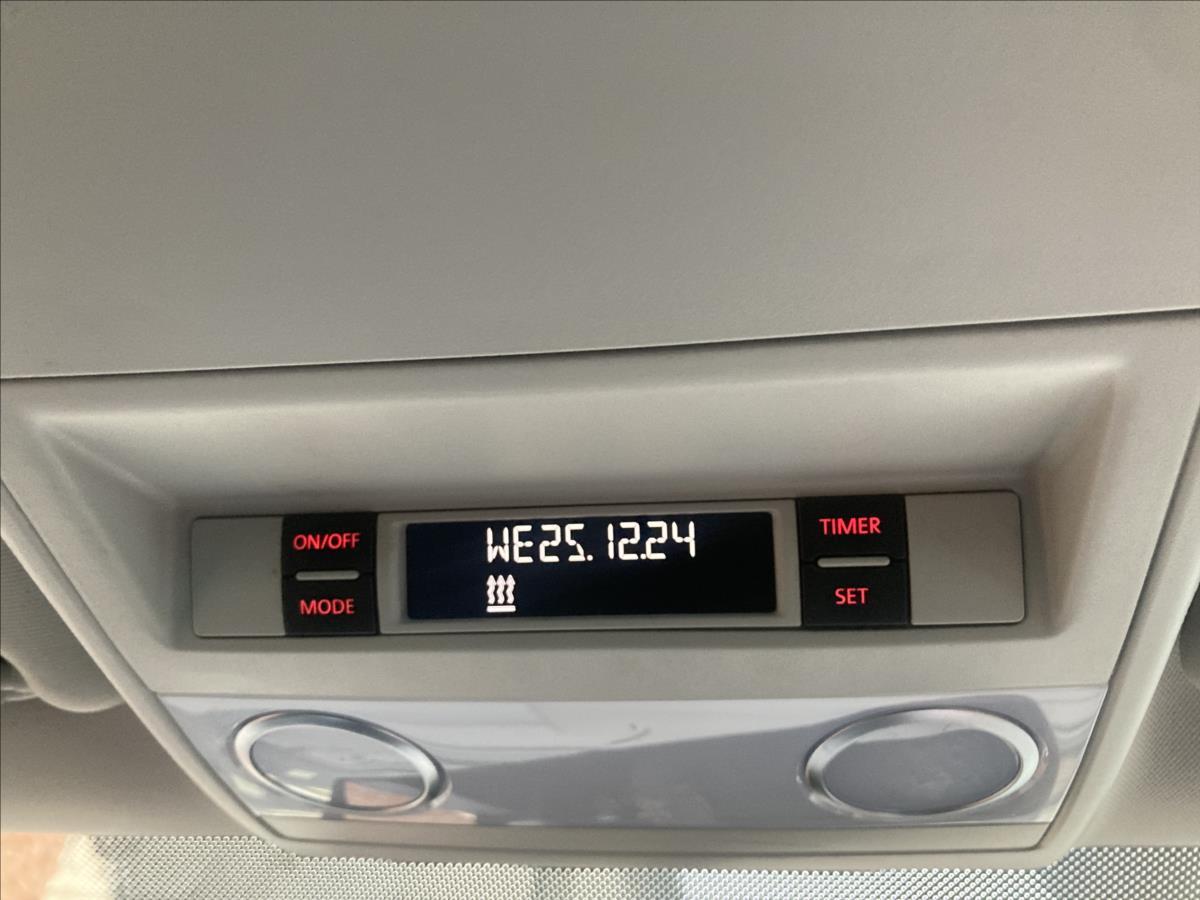 ON/OFF
MODE
WE25.12.24
TIMER
SET